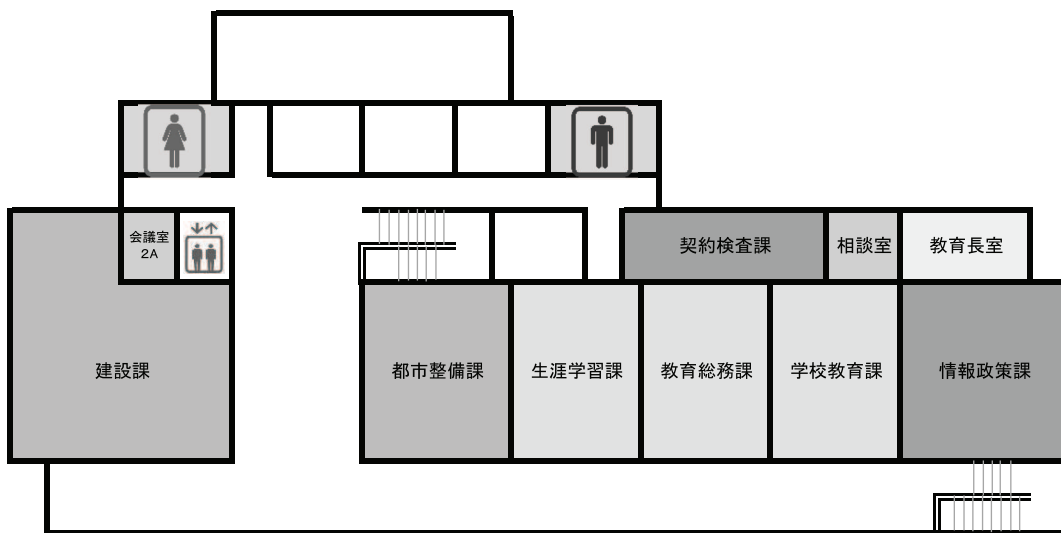 会議室
2A
契約検査課
相談室
教育長室
建設課
都市整備課
生涯学習課
教育総務課
学校教育課
情報政策課